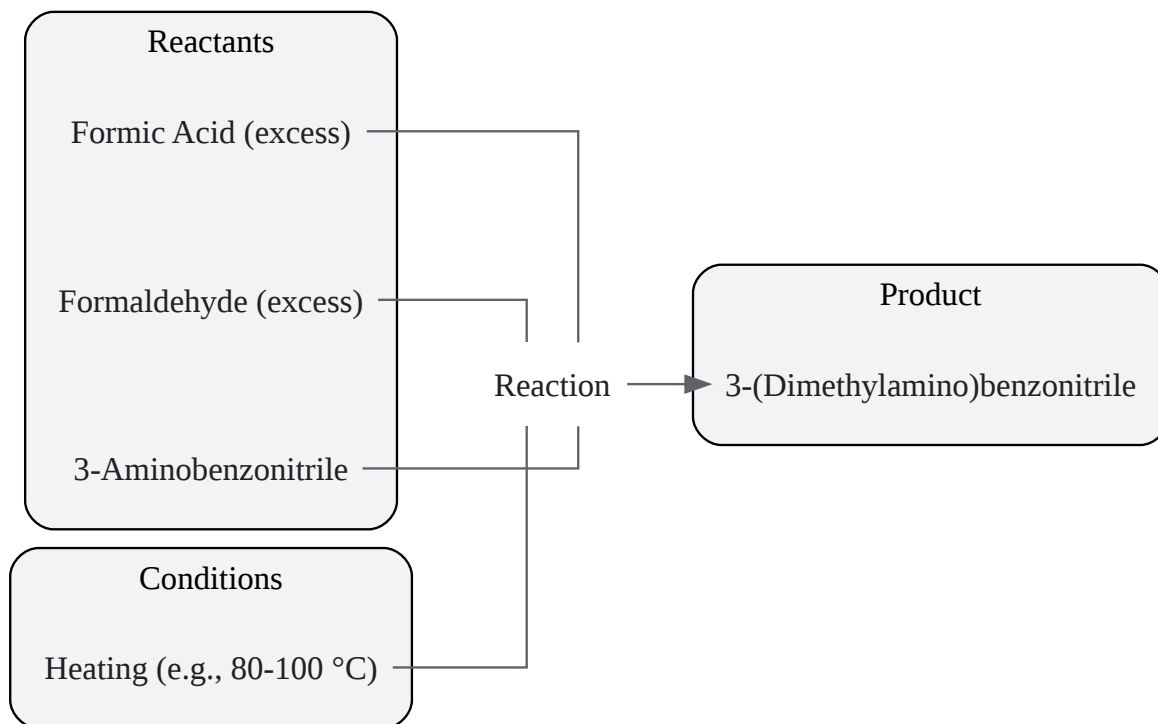 Reactants
Formic Acid (excess)
Formaldehyde (excess)
3-Aminobenzonitrile
Conditions
Heating (e.g., 80-100 °C)
Reaction
Product
3-(Dimethylamino)benzonitrile